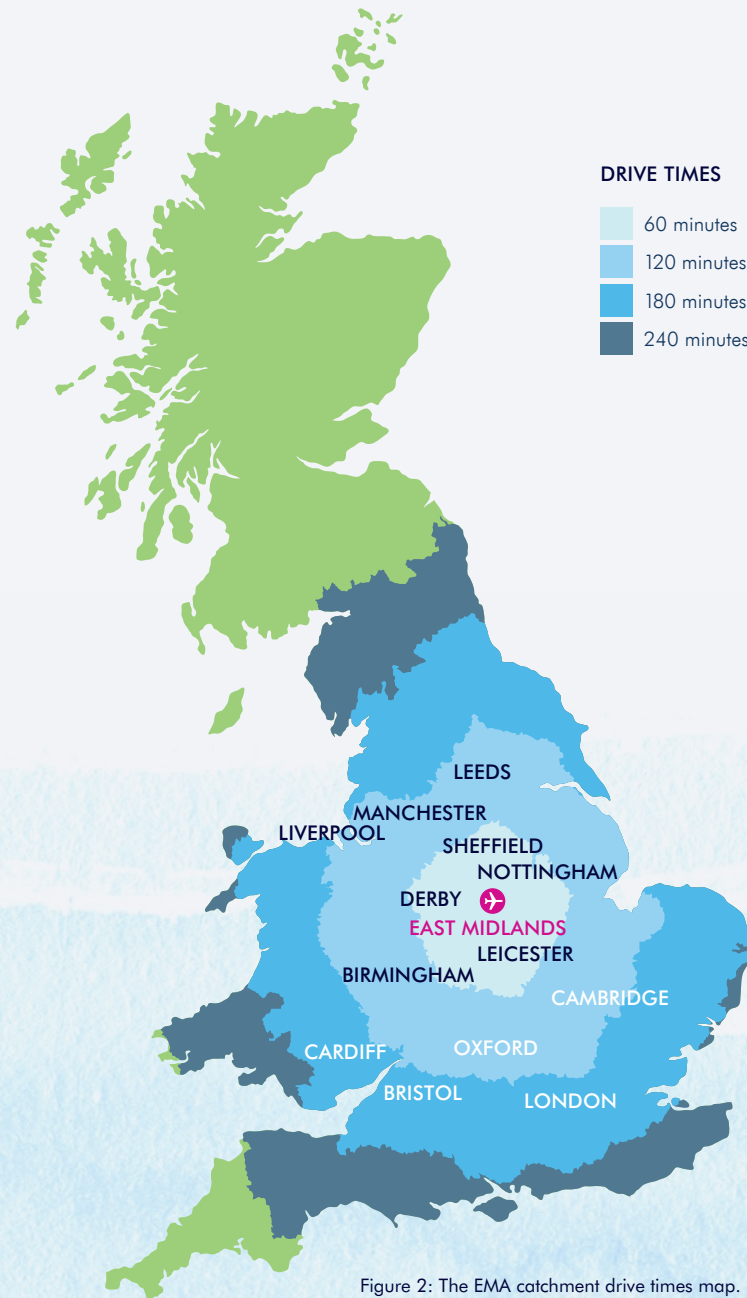 DRIVE TIMES
60 minutes
120 minutes
180 minutes
240 minutes
LEEDS
MANCHESTER
LIVERPOOL
SHEFFIELD
NOTTINGHAM
DERBY
EAST MIDLANDS
LEICESTER
BIRMINGHAM
CAMBRIDGE
CARDIFF
OXFORD
BRISTOL
LONDON
Figure 2: The EMA catchment drive times map.